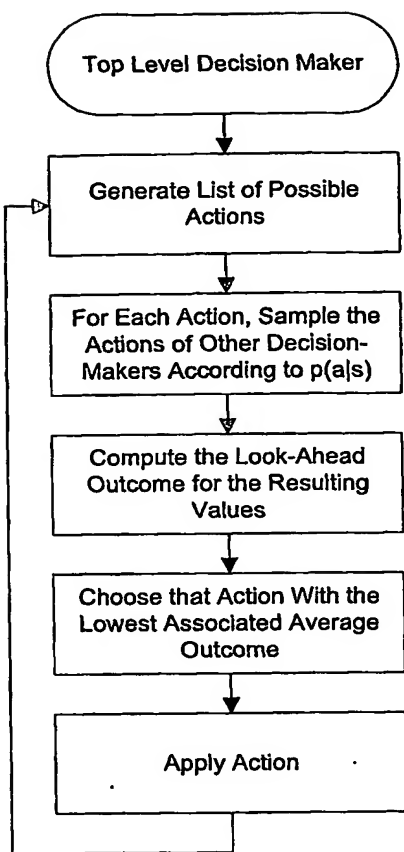 Top Level Decision Maker
Generate List of Possible
Actions
For Each Action, Sample the
Actions of Other Decision-
Makers According to p(a|s)
Compute the Look-Ahead
Outcome for the Resulting
Values
Choose that Action With the
Lowest Associated Average
Outcome
Apply Action